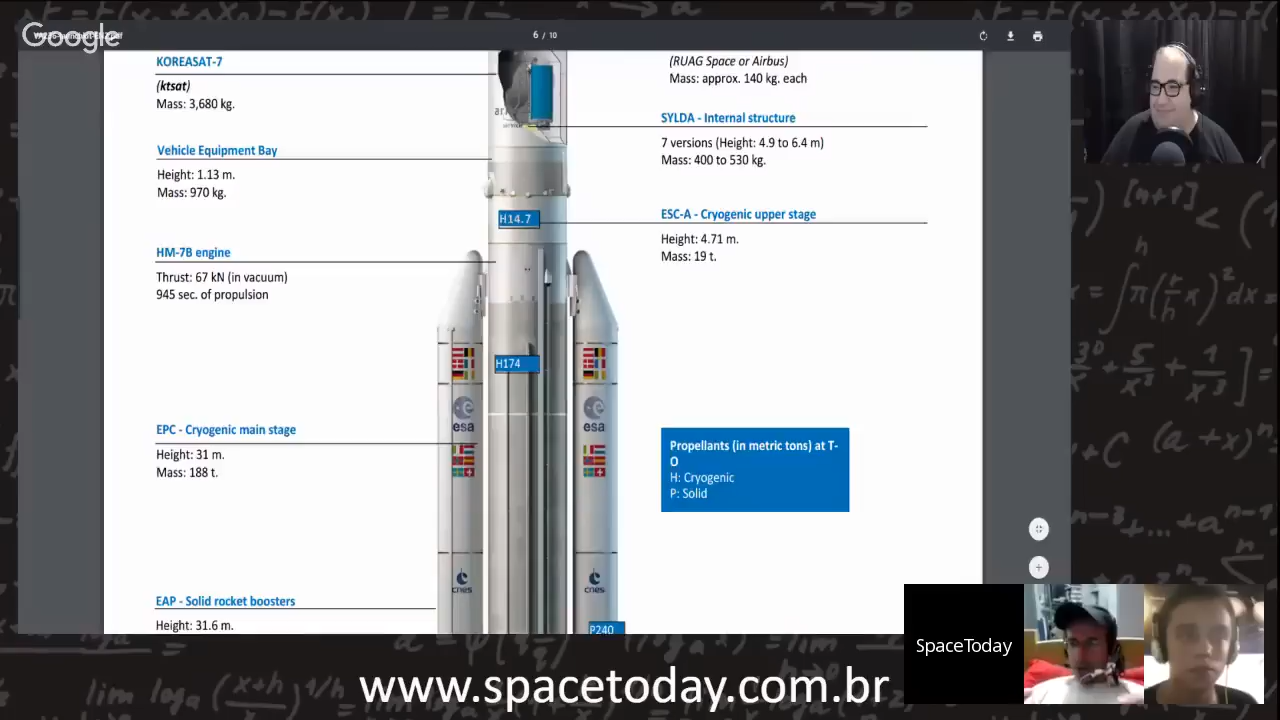 Google
6 / 10
KOREASAT-7
(ktsat)
Mass: 3,680 kg.
Vehicle Equipment Bay
Height: 1.13 m.
Mass: 970 kg.
HM-7B engine
Thrust: 67 kN (in vacuum)
945 sec. of propulsion
EPC - Cryogenic main stage
Height: 31 m.
Mass: 188 t.
EAP - Solid rocket boosters
Height: 31.6 m.
H14.7
H174
esa
esa
cnes
cnes
P240
(RUAG Space or Airbus)
Mass: approx. 140 kg. each
SYLDA - Internal structure
7 versions (Height: 4.9 to 6.4 m)
Mass: 400 to 530 kg.
ESC-A - Cryogenic upper stage
Height: 4.71 m.
Mass: 19 t.
Propellants (in metric tons) at T-
O
H: Cryogenic
P: Solid
SpaceToday
www.spacetoday.com.br